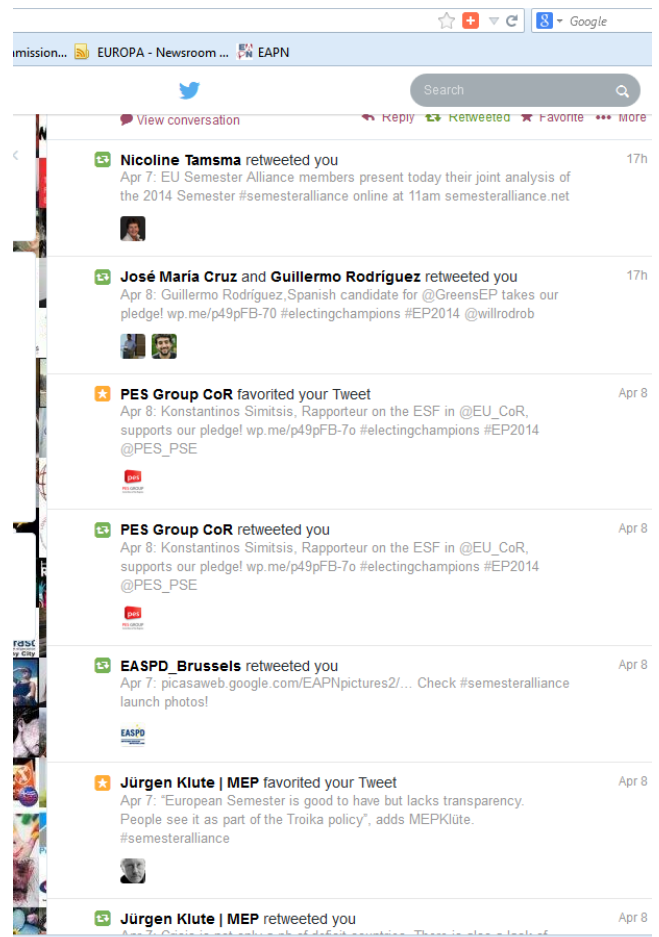 Google
mmission... EUROPA - Newsroom ... EAPN
Search
View conversation Reply Retweeted Favorite More
Nicoline Tamsma retweeted you 17h
Apr 7: EU Semester Alliance members present today their joint analysis of
the 2014 Semester #semesteralliance online at 11am semesteralliance.net
José María Cruz and Guillermo Rodríguez retweeted you 17h
Apr 8: Guillermo Rodríguez,Spanish candidate for @GreensEP takes our
pledge! wp.me/p49pFB-70 #electingchampions #EP2014 @willrodrob
PES Group CoR favorited your Tweet Apr 8
Apr 8: Konstantinos Simitsis, Rapporteur on the ESF in @EU_CoR,
supports our pledge! wp.me/p49pFB-7o #electingchampions #EP2014
@PES_PSE
pes
PES Group CoR retweeted you Apr 8
Apr 8: Konstantinos Simitsis, Rapporteur on the ESF in @EU_CoR,
supports our pledge! wp.me/p49pFB-7o #electingchampions #EP2014
@PES_PSE
pes
EASPD_Brussels retweeted you Apr 8
Apr 7: picasaweb.google.com/EAPNpictures2/... Check #semesteralliance
launch photos!
EASPD
Jürgen Klute | MEP favorited your Tweet Apr 8
Apr 7: “European Semester is good to have but lacks transparency.
People see it as part of the Troika policy”, adds MEPKlüte.
#semesteralliance
Jürgen Klute | MEP retweeted you Apr 8